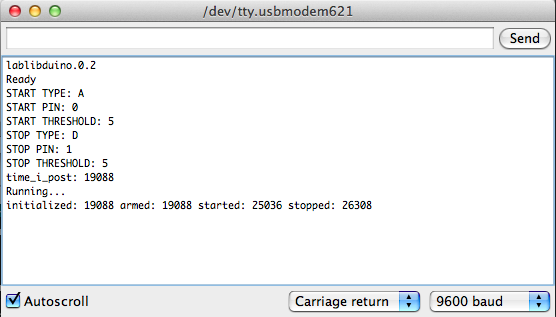 /dev/tty.usbmodem621
Send
lablibduino.0.2
Ready
START TYPE: A
START PIN: 0
START THRESHOLD: 5
STOP TYPE: D
STOP PIN: 1
STOP THRESHOLD: 5
time_i_post: 19088
Running...
initialized: 19088 armed: 19088 started: 25036 stopped: 26308
Autoscroll
Carriage return
9600 baud